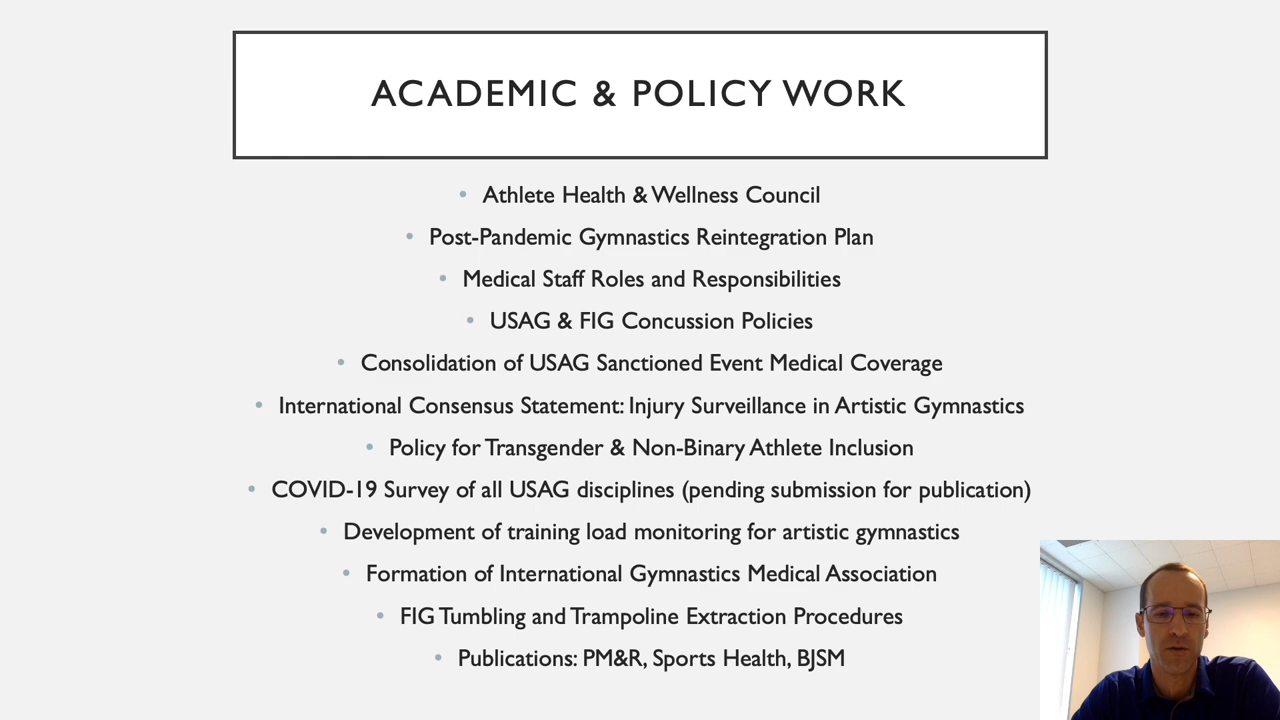 ACADEMIC & POLICY WORK
• Athlete Health & Wellness Council
• Post-Pandemic Gymnastics Reintegration Plan
• Medical Staff Roles and Responsibilities
• USAG & FIG Concussion Policies
• Consolidation of USAG Sanctioned Event Medical Coverage
• International Consensus Statement: Injury Surveillance in Artistic Gymnastics
• Policy for Transgender & Non-Binary Athlete Inclusion
• COVID-19 Survey of all USAG disciplines (pending submission for publication)
• Development of training load monitoring for artistic gymnastics
• Formation of International Gymnastics Medical Association
• FIG Tumbling and Trampoline Extraction Procedures
• Publications: PM&R, Sports Health, BJSM